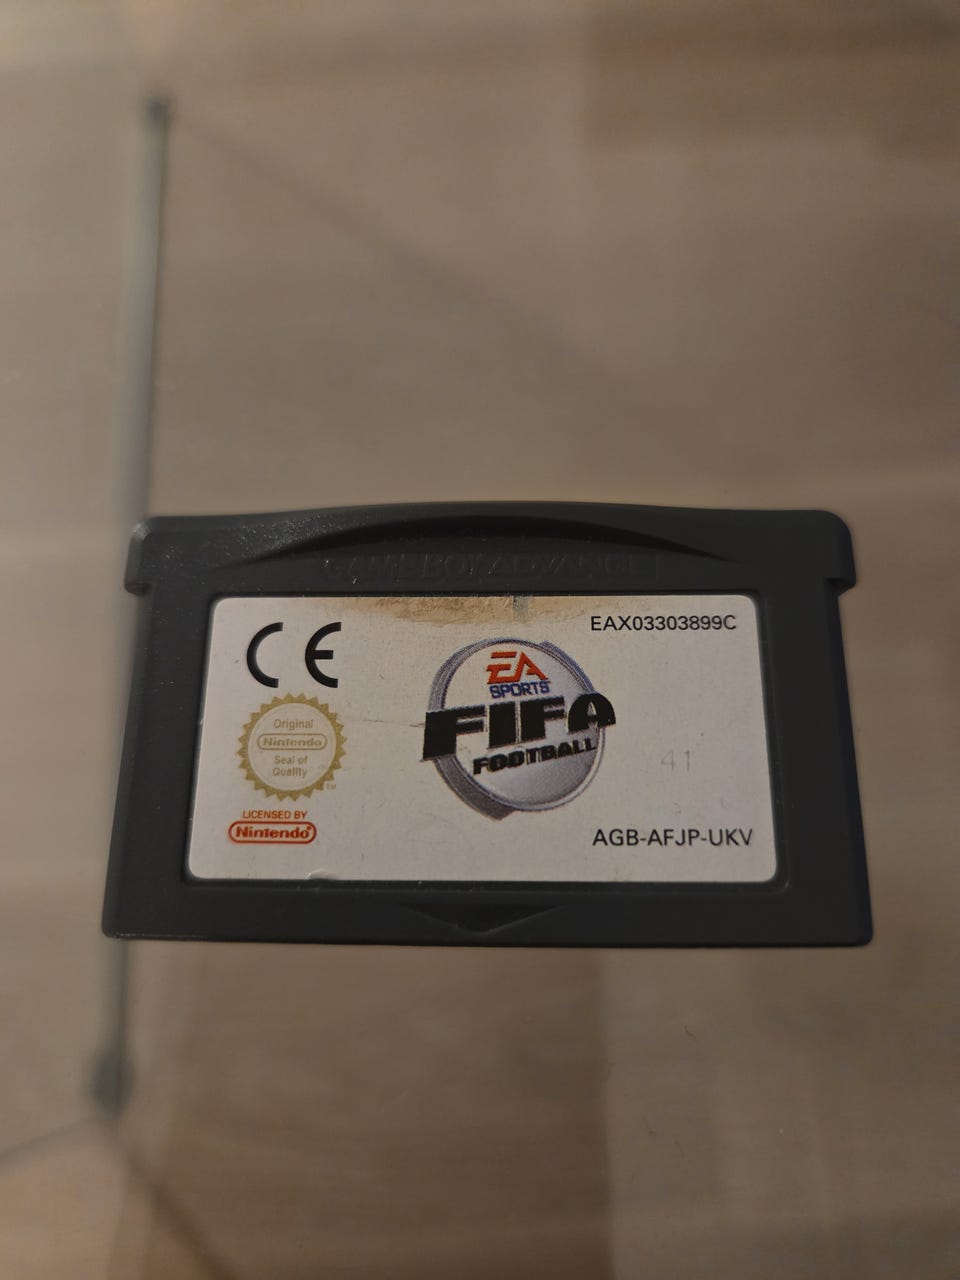 GAME BOY ADVANCE
CE
EAX03303899C
EA
SPORTS
FIFA
FOOTBALL
Original
Nintendo
Seal of
Quality
TM
41
LICENSED BY
Nintendo®
AGB-AFJP-UKV